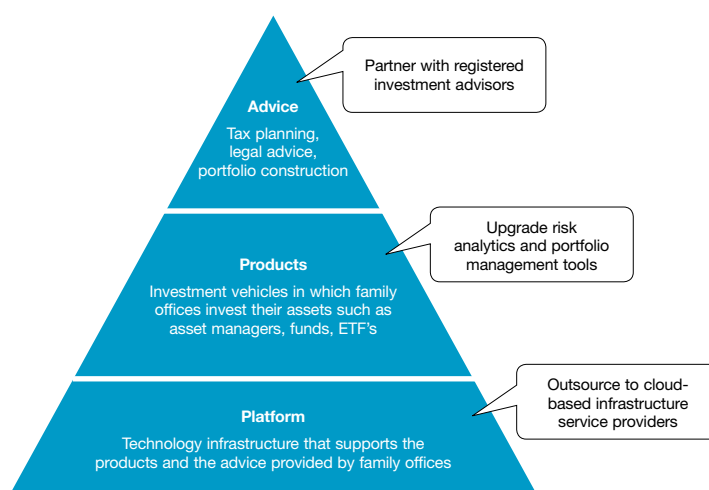 Partner with registered
investment advisors
Advice
Tax planning,
legal advice,
portfolio construction
Upgrade risk
analytics and portfolio
management tools
Products
Investment vehicles in which family
offices invest their assets such as
asset managers, funds, ETF's
Outsource to cloud-
based infrastructure
service providers
Platform
Technology infrastructure that supports the
products and the advice provided by family offices